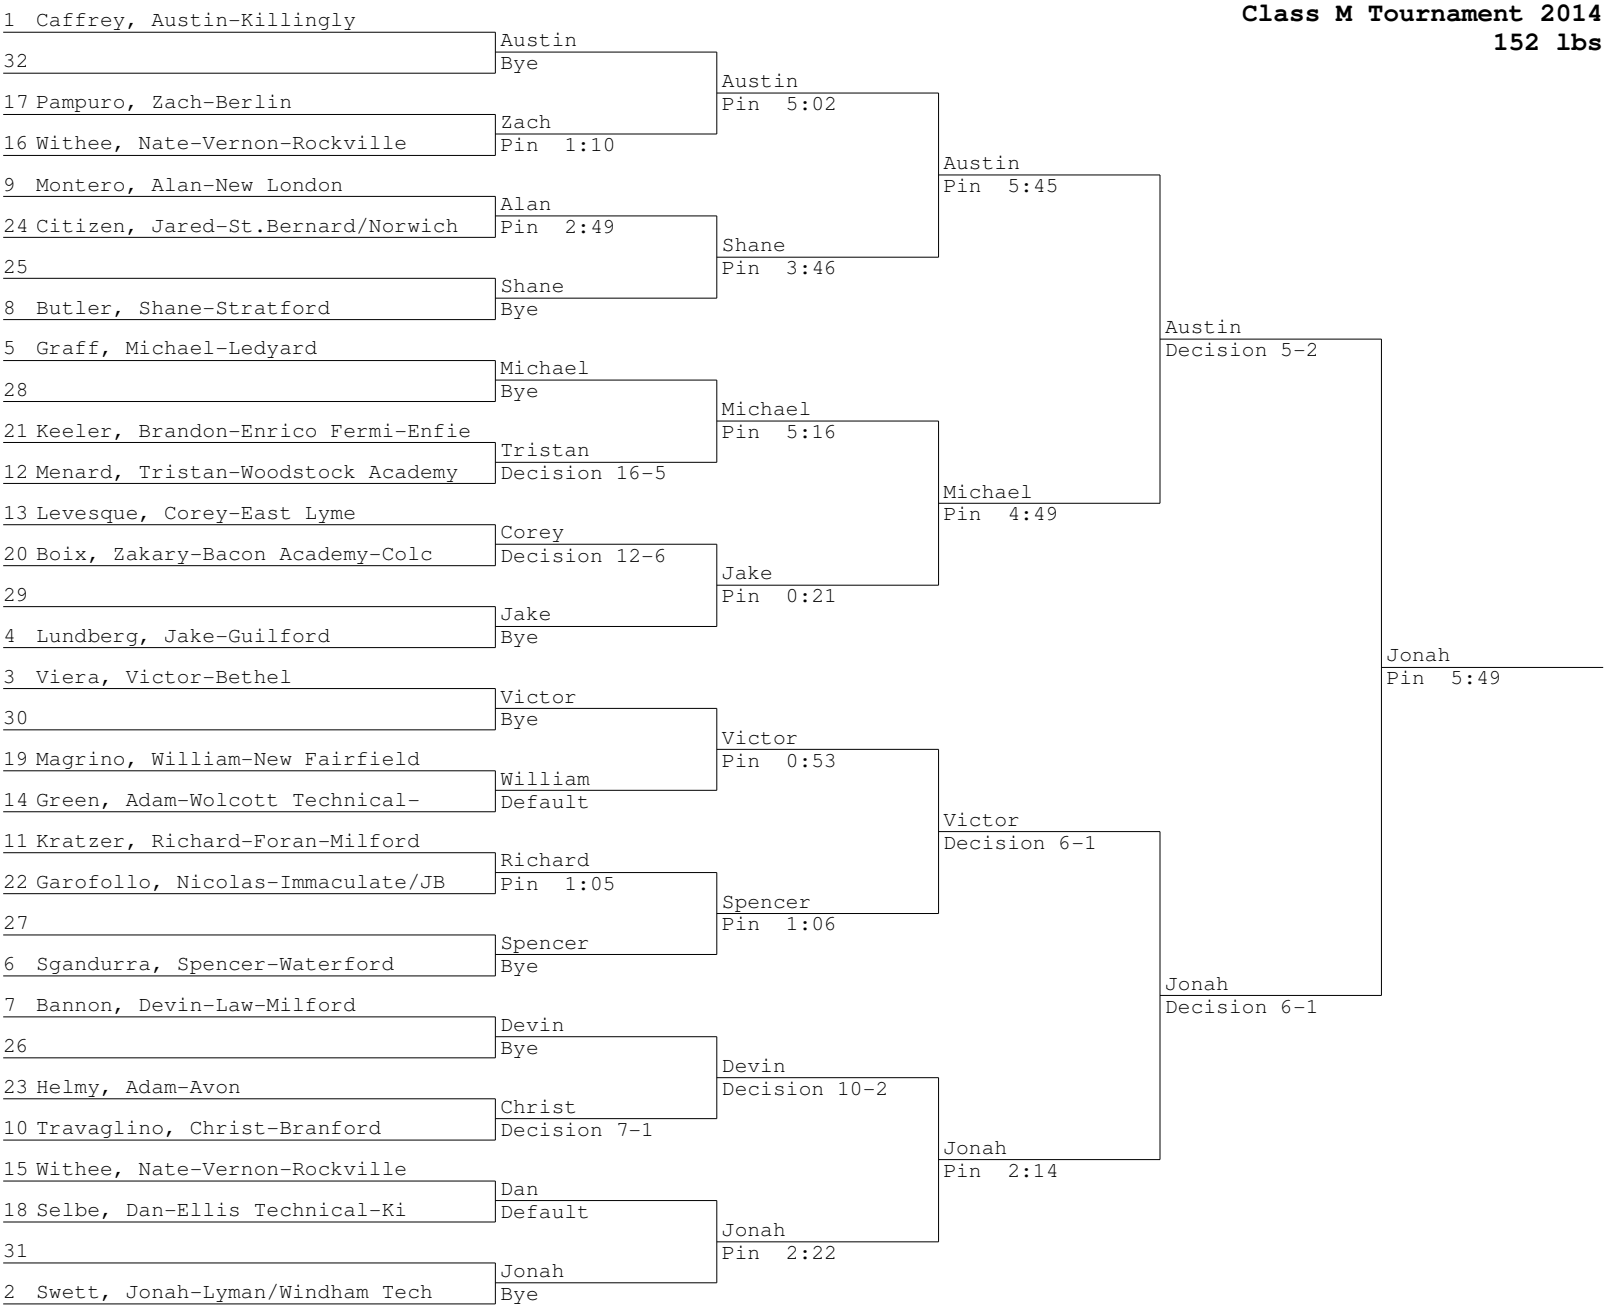 Class M Tournament 2014
152 lbs
1 Caffrey, Austin-Killingly
32
17 Pampuro, Zach-Berlin
16 Withee, Nate-Vernon-Rockville
9 Montero, Alan-New London
24 Citizen, Jared-St.Bernard/Norwich
25
8 Butler, Shane-Stratford
5 Graff, Michael-Ledyard
28
21 Keeler, Brandon-Enrico Fermi-Enfie
12 Menard, Tristan-Woodstock Academy
13 Levesque, Corey-East Lyme
20 Boix, Zakary-Bacon Academy-Colc
29
4 Lundberg, Jake-Guilford
3 Viera, Victor-Bethel
30
19 Magrino, William-New Fairfield
14 Green, Adam-Wolcott Technical-
11 Kratzer, Richard-Foran-Milford
22 Garofollo, Nicolas-Immaculate/JB
27
6 Sgandurra, Spencer-Waterford
7 Bannon, Devin-Law-Milford
26
23 Helmy, Adam-Avon
10 Travaglino, Christ-Branford
15 Withee, Nate-Vernon-Rockville
18 Selbe, Dan-Ellis Technical-Ki
31
2 Swett, Jonah-Lyman/Windham Tech
Austin
Bye
Zach
Pin 1:10
Alan
Pin 2:49
Shane
Bye
Michael
Bye
Tristan
Decision 16-5
Corey
Decision 12-6
Jake
Bye
Victor
Bye
William
Default
Richard
Pin 1:05
Spencer
Bye
Devin
Bye
Christ
Decision 7-1
Dan
Default
Jonah
Bye
Austin
Pin 5:02
Shane
Pin 3:46
Michael
Pin 5:16
Jake
Pin 0:21
Victor
Pin 0:53
Spencer
Pin 1:06
Devin
Decision 10-2
Jonah
Pin 2:22
Austin
Pin 5:45
Michael
Pin 4:49
Victor
Decision 6-1
Jonah
Pin 2:14
Austin
Decision 5-2
Jonah
Decision 6-1
Jonah
Pin 5:49